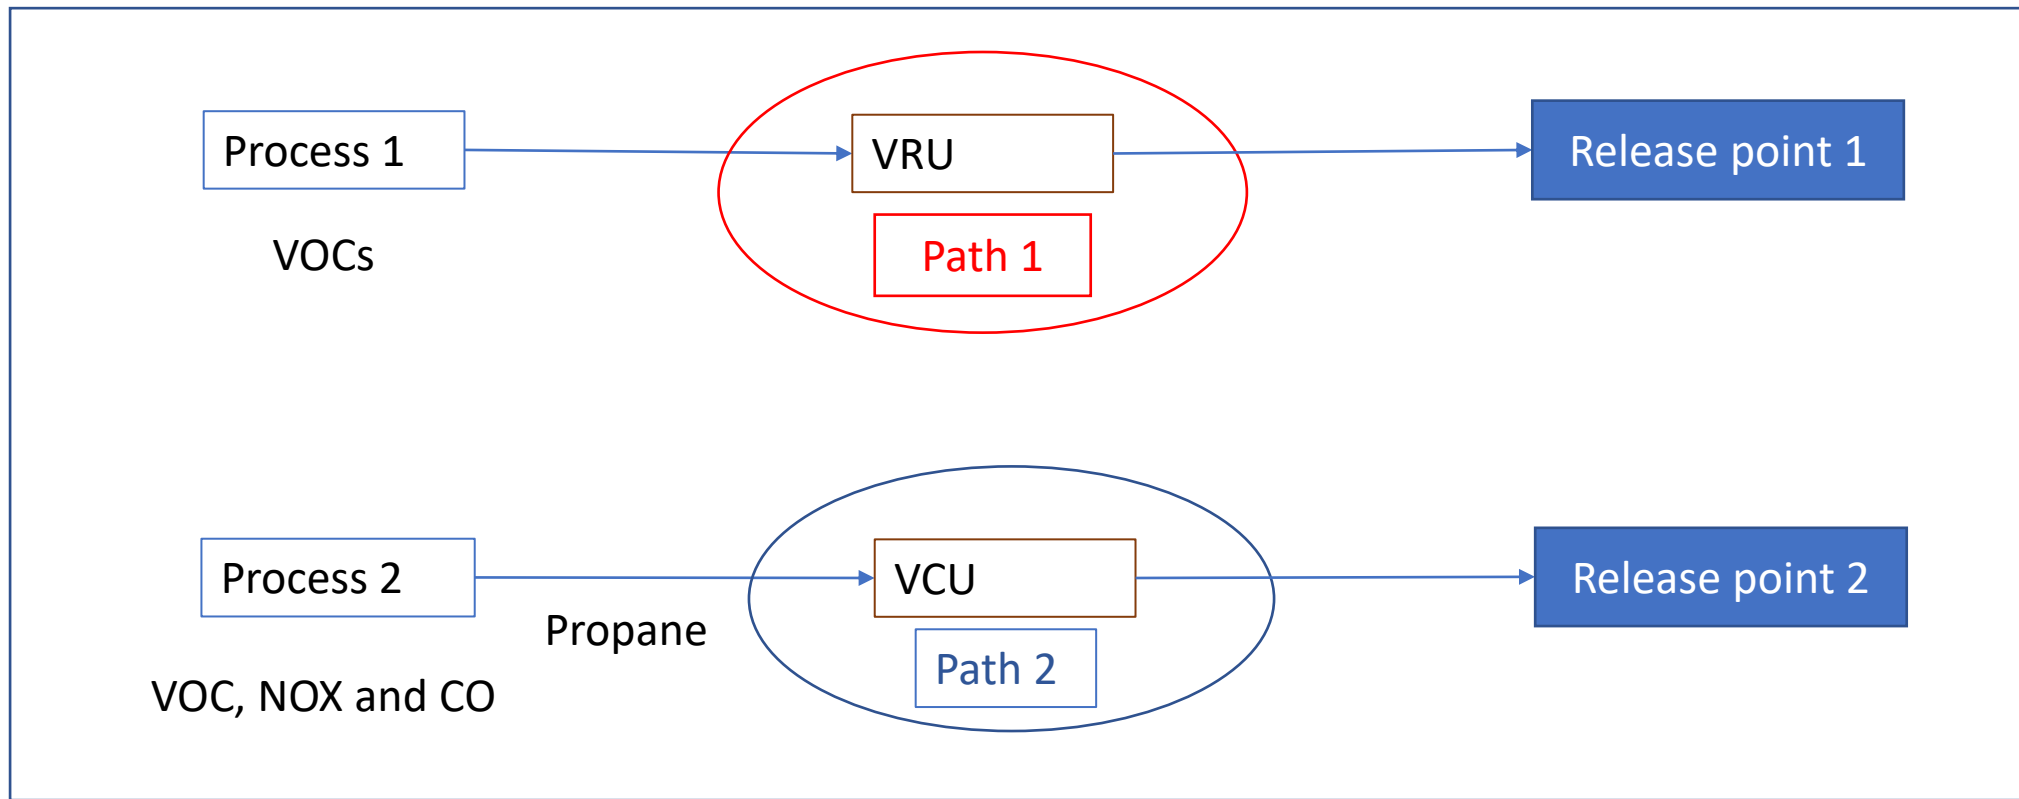 Process 1
VRU
Release point 1
VOCs
Path 1
Process 2
VCU
Release point 2
Propane
Path 2
VOC, NOX and CO